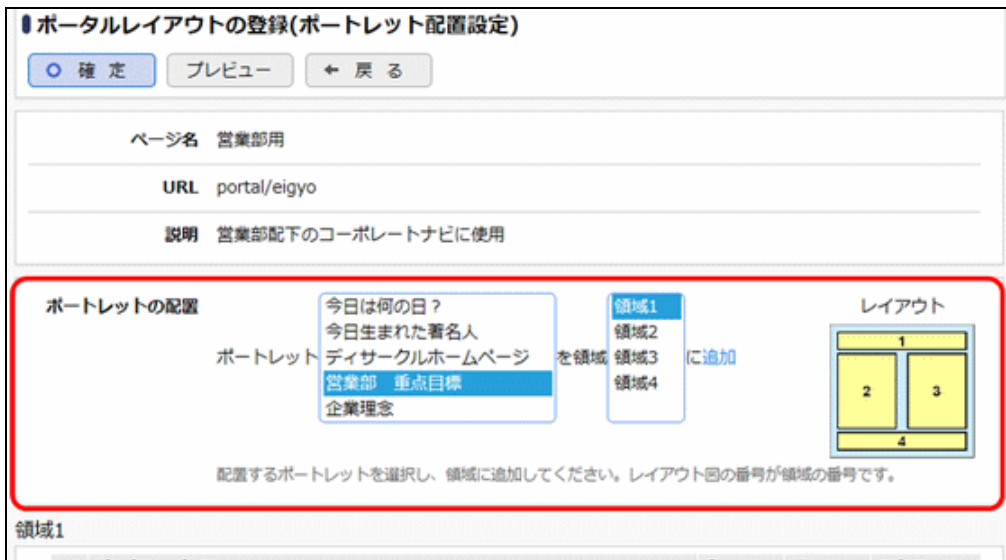 ポータルレイアウトの登録(ポートレット配置設定)
確 定 プレビュー 戻 る
ページ名 営業部用
URL portal/eigyo
説明 営業部配下のコーポレートナビに使用
ポートレットの配置
今日は何の日？ 領域1 レイアウト
今日生まれた著名人 領域2
ポートレット ディサークルホームページ を領域 領域3 に追加
営業部　重点目標 領域4
企業理念
1
2 3
4
配置するポートレットを選択し、領域に追加してください。レイアウト図の番号が領域の番号です。
領域1